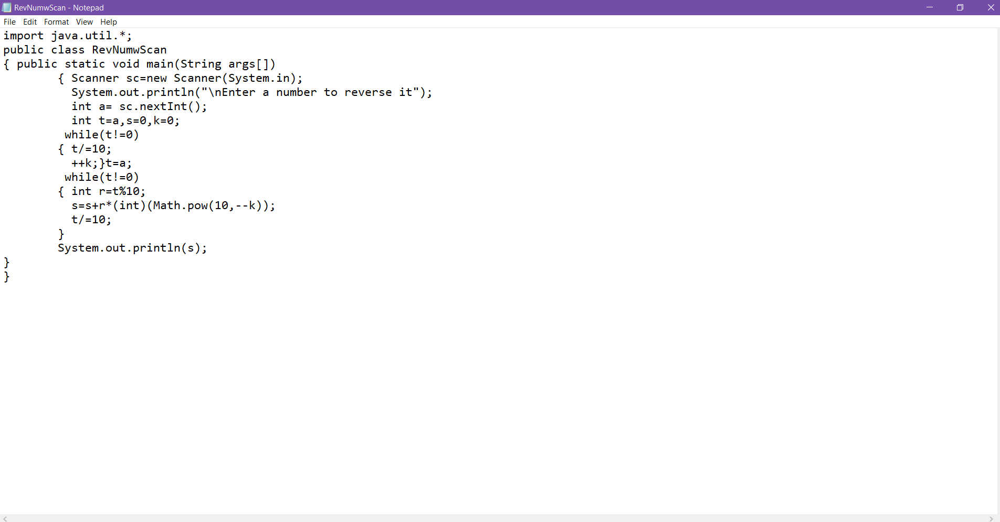 RevNumwScan - Notepad
File Edit Format View Help
import java.util.*;
public class RevNumwScan
{ public static void main(String args[])
        { Scanner sc=new Scanner(System.in);
          System.out.println("\nEnter a number to reverse it");
          int a= sc.nextInt();
          int t=a,s=0,k=0;
         while(t!=0)
        { t/=10;
          ++k;}t=a;
         while(t!=0)
        { int r=t%10;
          s=s+r*(int)(Math.pow(10,--k));
          t/=10;
        }
        System.out.println(s);
}
}